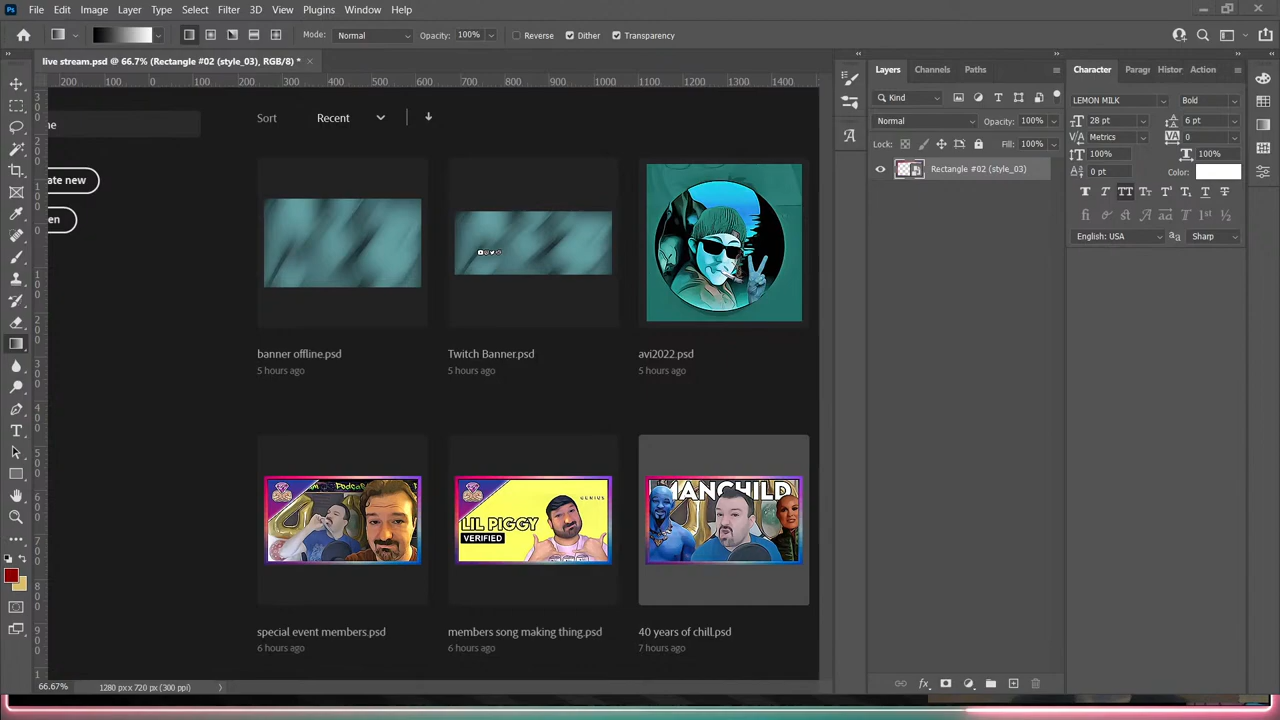 File Edit Image Layer Type Select Filter 3D View Plugins Window Help
Mode: Normal Opacity: 100% Reverse Dither Transparency
live stream.psd @ 66.7% (Rectangle #02 (style_03), RGB/8) *
200 100 0 100 200 300 400 500 600 700 800 900 1000 1100 1200 1300 1400
Sort Recent
ate new
banner offline.psd
5 hours ago
Twitch Banner.psd
5 hours ago
avi2022.psd
5 hours ago
GENIUS
LIL PIGGY
VERIFIED
MANCHILD
special event members.psd
6 hours ago
members song making thing.psd
6 hours ago
40 years of chill.psd
7 hours ago
66.67% 1280 px x 720 px (300 ppi)
Layers Channels Paths
Kind
Normal Opacity: 100%
Lock: Fill: 100%
Rectangle #02 (style_03)
fx
Character Paragr Histor Action
LEMON MILK Bold
28 pt 6 pt
Metrics 0
100% 100%
0 pt Color:
English: USA Sharp